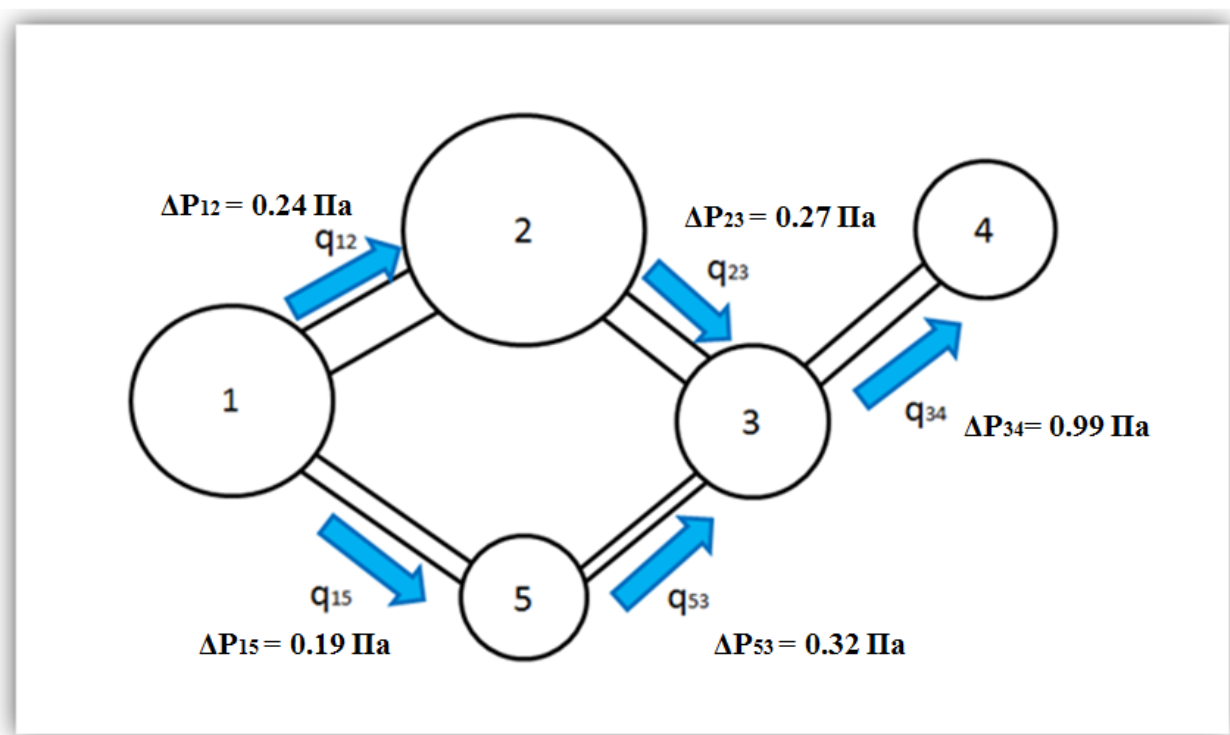 ΔP12 = 0.24 Па
q12
2
ΔP23 = 0.27 Па
q23
4
1
3
q34
ΔP34= 0.99 Па
q15
5
q53
ΔP15 = 0.19 Па
ΔP53 = 0.32 Па